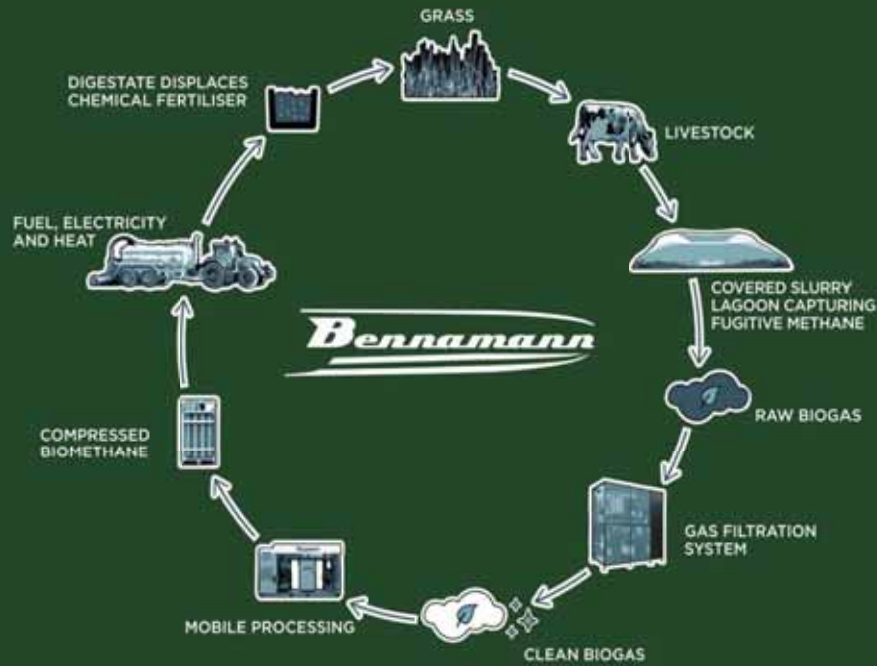 GRASS
LIVESTOCK
COVERED SLURRY
LAGOON CAPTURING
FUGITIVE METHANE
RAW BIOGAS
GAS FILTRATION
SYSTEM
CLEAN BIOGAS
MOBILE PROCESSING
COMPRESSED
BIOMETHANE
FUEL, ELECTRICITY
AND HEAT
DIGESTATE DISPLACES
CHEMICAL FERTILISER
Bennamann